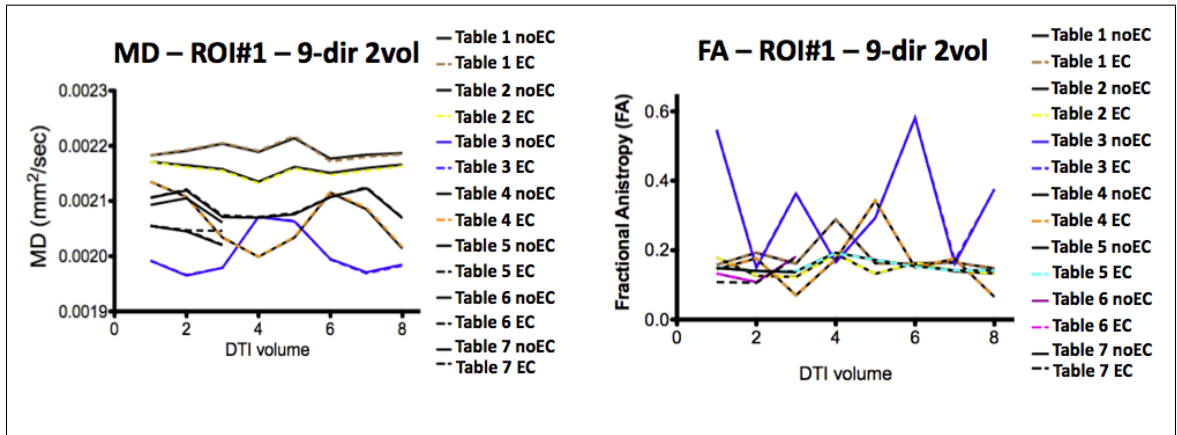 MD – ROI#1 – 9-dir 2vol
MD (mm²/sec)
0.0023
0.0022
0.0021
0.0020
0.0019
0
2
4
6
8
DTI volume
Table 1 noEC
Table 1 EC
Table 2 noEC
Table 2 EC
Table 3 noEC
Table 3 EC
Table 4 noEC
Table 4 EC
Table 5 noEC
Table 5 EC
Table 6 noEC
Table 6 EC
Table 7 noEC
Table 7 EC
FA – ROI#1 – 9-dir 2vol
Fractional Anistropy (FA)
0.6
0.4
0.2
0.0
0
2
4
6
8
DTI volume
Table 1 noEC
Table 1 EC
Table 2 noEC
Table 2 EC
Table 3 noEC
Table 3 EC
Table 4 noEC
Table 4 EC
Table 5 noEC
Table 5 EC
Table 6 noEC
Table 6 EC
Table 7 noEC
Table 7 EC